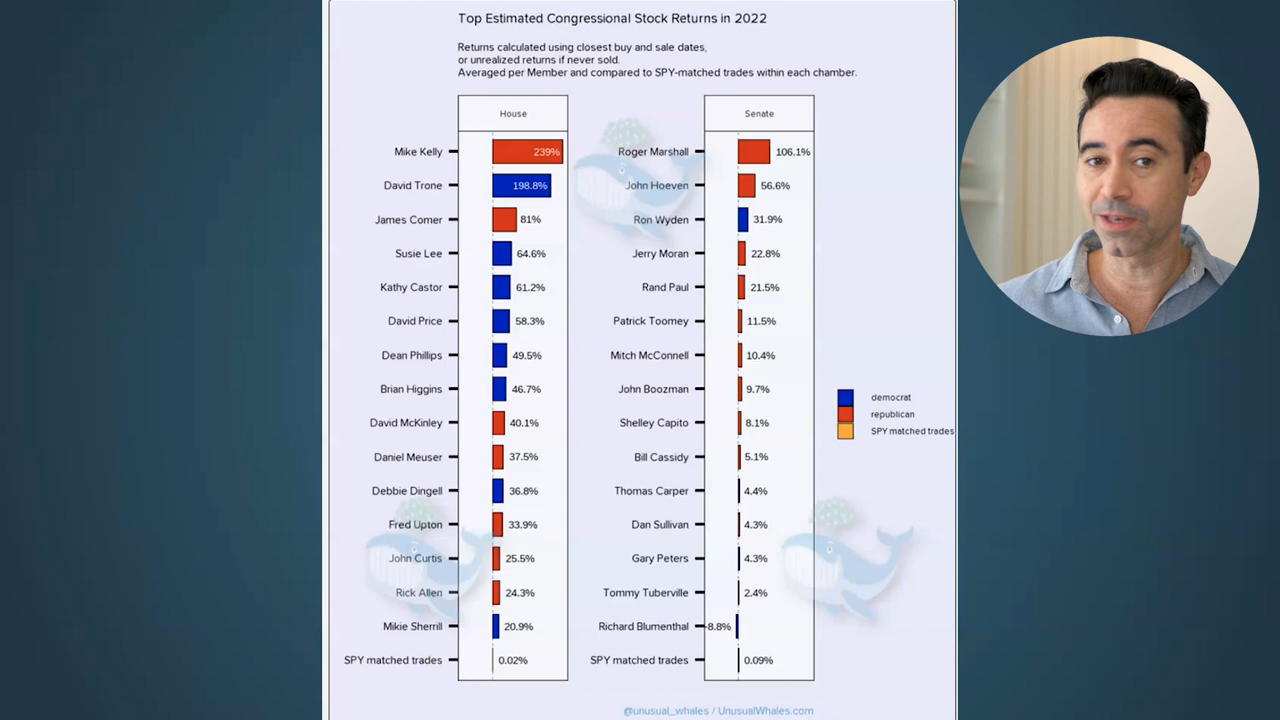 Top Estimated Congressional Stock Returns in 2022
Returns calculated using closest buy and sale dates,
or unrealized returns if never sold.
Averaged per Member and compared to SPY-matched trades within each chamber.
House
Mike Kelly 239%
David Trone 198.8%
James Comer 81%
Susie Lee 64.6%
Kathy Castor 61.2%
David Price 58.3%
Dean Phillips 49.5%
Brian Higgins 46.7%
David McKinley 40.1%
Daniel Meuser 37.5%
Debbie Dingell 36.8%
Fred Upton 33.9%
John Curtis 25.5%
Rick Allen 24.3%
Mikie Sherrill 20.9%
SPY matched trades 0.02%
Senate
Roger Marshall 106.1%
John Hoeven 56.6%
Ron Wyden 31.9%
Jerry Moran 22.8%
Rand Paul 21.5%
Patrick Toomey 11.5%
Mitch McConnell 10.4%
John Boozman 9.7%
Shelley Capito 8.1%
Bill Cassidy 5.1%
Thomas Carper 4.4%
Dan Sullivan 4.3%
Gary Peters 4.3%
Tommy Tuberville 2.4%
Richard Blumenthal -8.8%
SPY matched trades 0.09%
democrat
republican
SPY matched trades
@unusual_whales / UnusualWhales.com